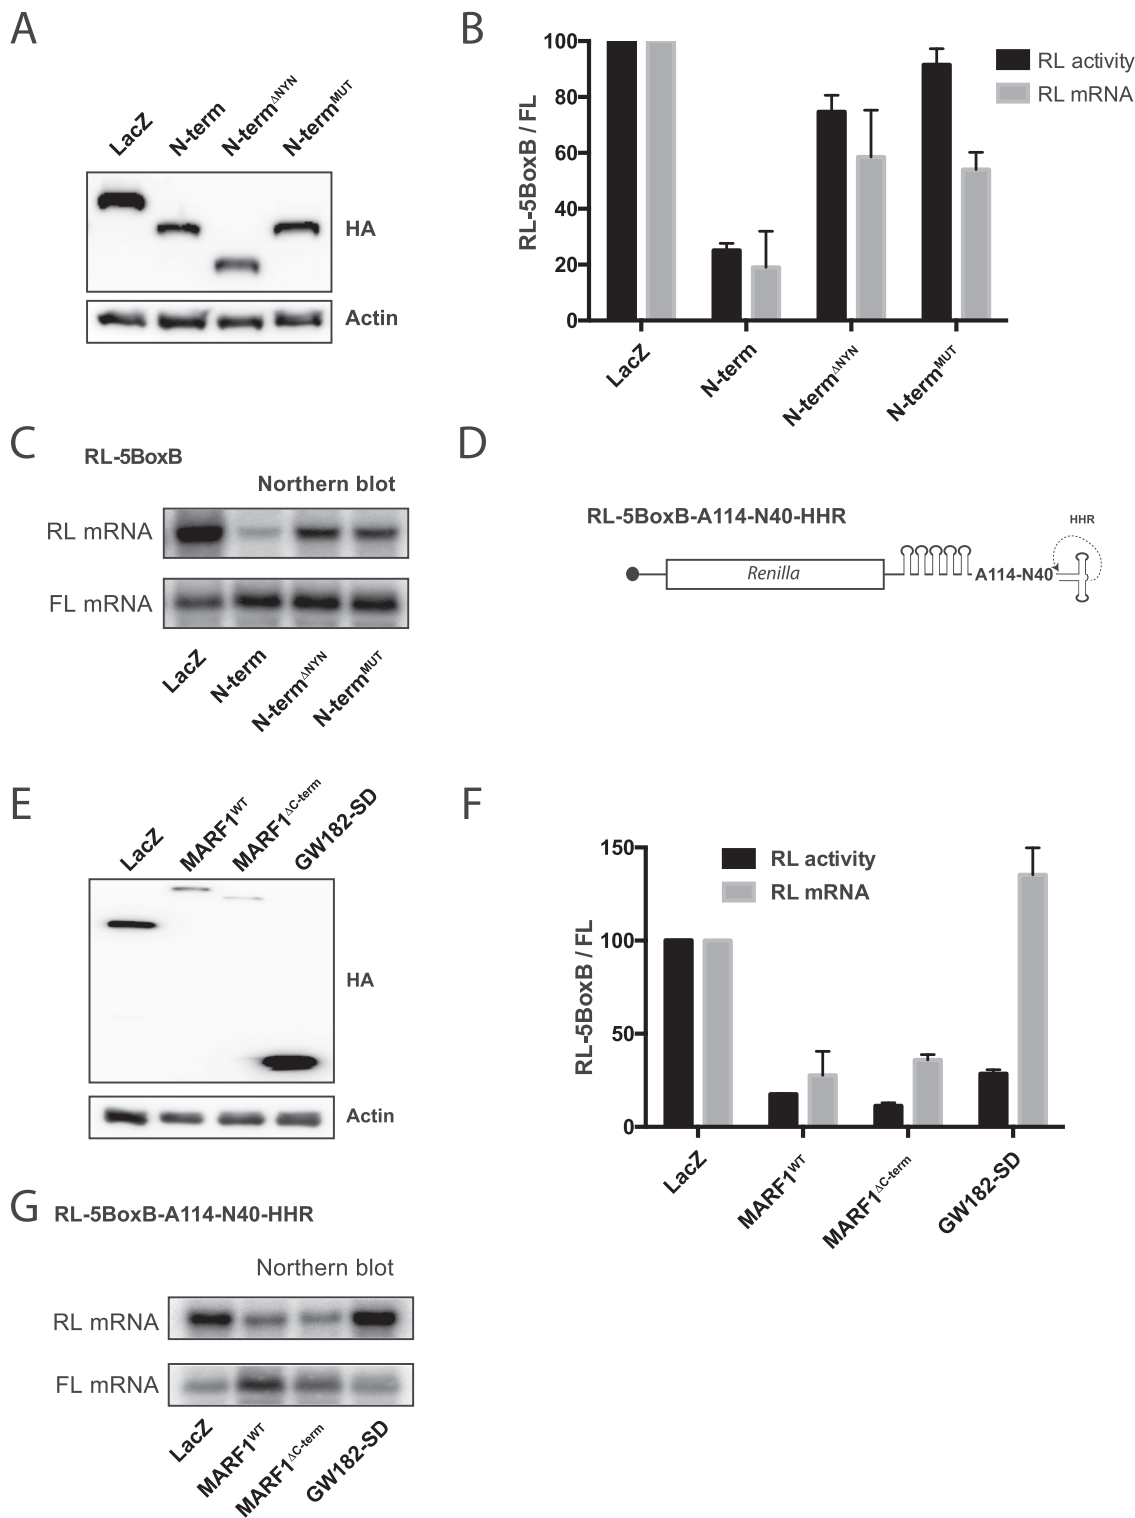 A
LacZ
N-term
N-termΔNYN
N-termMUT
HA
Actin
B
RL-5BoxB / FL
100
80
60
40
20
0
RL activity
RL mRNA
LacZ
N-term
N-termΔNYN
N-termMUT
C
RL-5BoxB
Northern blot
RL mRNA
FL mRNA
LacZ
N-term
N-termΔNYN
N-termMUT
D
RL-5BoxB-A114-N40-HHR
HHR
Renilla
A114-N40
E
LacZ
MARF1WT
MARF1ΔC-term
GW182-SD
HA
Actin
F
RL-5BoxB / FL
150
100
50
0
RL activity
RL mRNA
LacZ
MARF1WT
MARF1ΔC-term
GW182-SD
G
RL-5BoxB-A114-N40-HHR
Northern blot
RL mRNA
FL mRNA
LacZ
MARF1WT
MARF1ΔC-term
GW182-SD